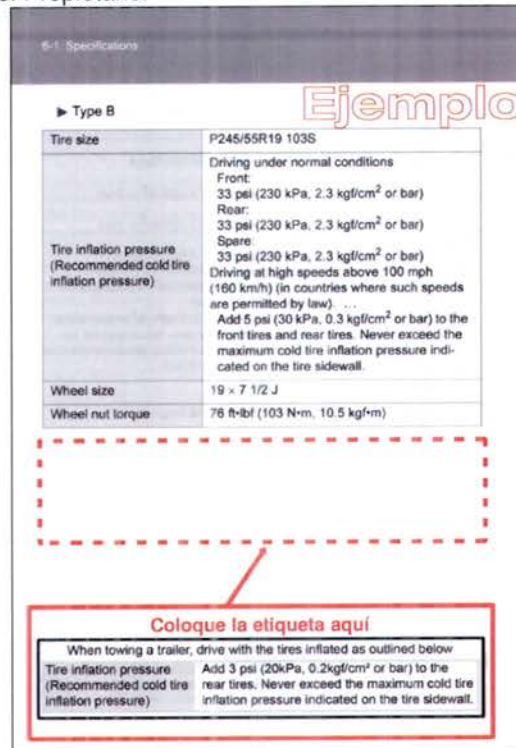 6-1. Specifications
Ejemplo
► Type B
Tire size
P245/55R19 103S
Tire inflation pressure
(Recommended cold tire
inflation pressure)
Driving under normal conditions
Front:
33 psi (230 kPa, 2.3 kgf/cm² or bar)
Rear:
33 psi (230 kPa, 2.3 kgf/cm² or bar)
Spare:
33 psi (230 kPa, 2.3 kgf/cm² or bar)
Driving at high speeds above 100 mph
(160 km/h) (in countries where such speeds
are permitted by law). ...
Add 5 psi (30 kPa, 0.3 kgf/cm² or bar) to the
front tires and rear tires. Never exceed the
maximum cold tire inflation pressure indi-
cated on the tire sidewall.
Wheel size
19 × 7 1/2 J
Wheel nut torque
76 ft•lbf (103 N•m, 10.5 kgf•m)
Coloque la etiqueta aquí
When towing a trailer, drive with the tires inflated as outlined below
Tire inflation pressure
(Recommended cold tire
inflation pressure)
Add 3 psi (20kPa, 0.2kgf/cm² or bar) to the
rear tires. Never exceed the maximum cold tire
inflation pressure indicated on the tire sidewall.